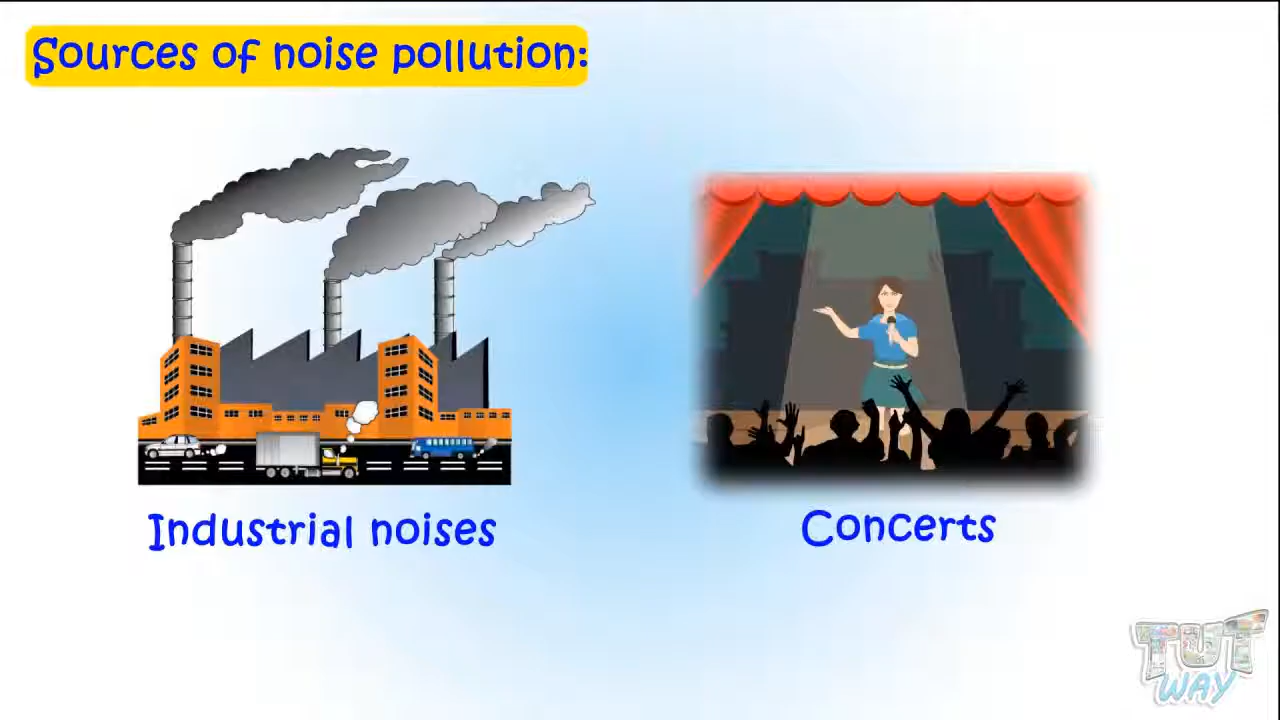 Sources of noise pollution:
Industrial noises
Concerts
TUT
WAY